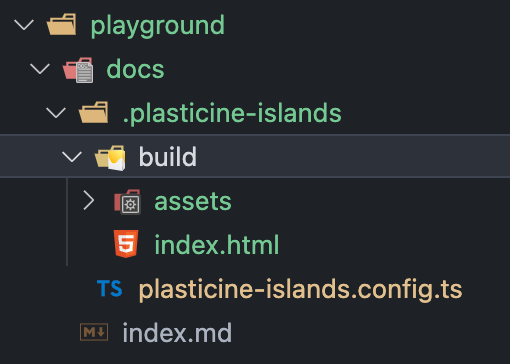 playground
docs
.plasticine-islands
build
assets
index.html
TS plasticine-islands.config.ts
index.md